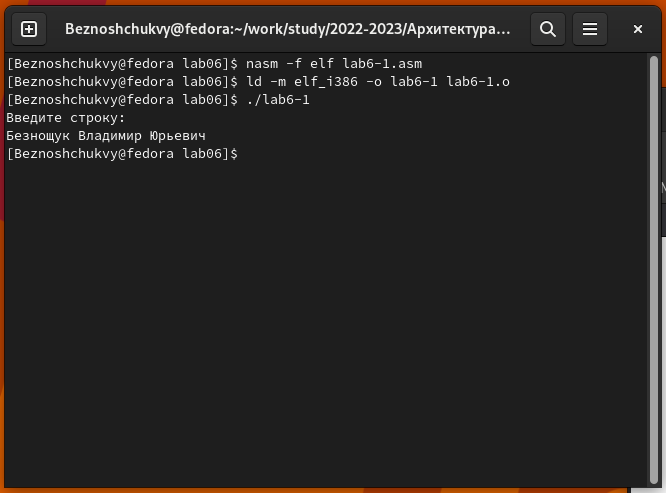 Beznoshchukvy@fedora:~/work/study/2022-2023/Архитектура...
[Beznoshchukvy@fedora lab06]$ nasm -f elf lab6-1.asm
[Beznoshchukvy@fedora lab06]$ ld -m elf_i386 -o lab6-1 lab6-1.o
[Beznoshchukvy@fedora lab06]$ ./lab6-1
Введите строку:
Безнощук Владимир Юрьевич
[Beznoshchukvy@fedora lab06]$